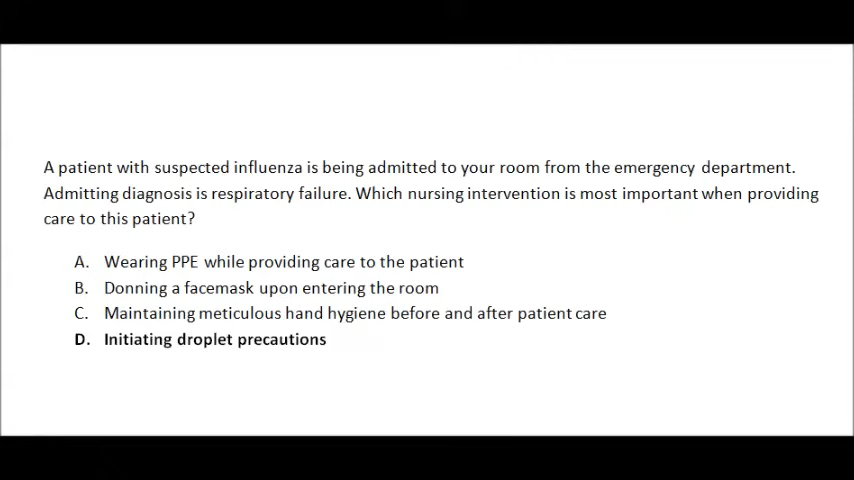 A patient with suspected influenza is being admitted to your room from the emergency department.
Admitting diagnosis is respiratory failure. Which nursing intervention is most important when providing
care to this patient?
A. Wearing PPE while providing care to the patient
B. Donning a facemask upon entering the room
C. Maintaining meticulous hand hygiene before and after patient care
D. Initiating droplet precautions